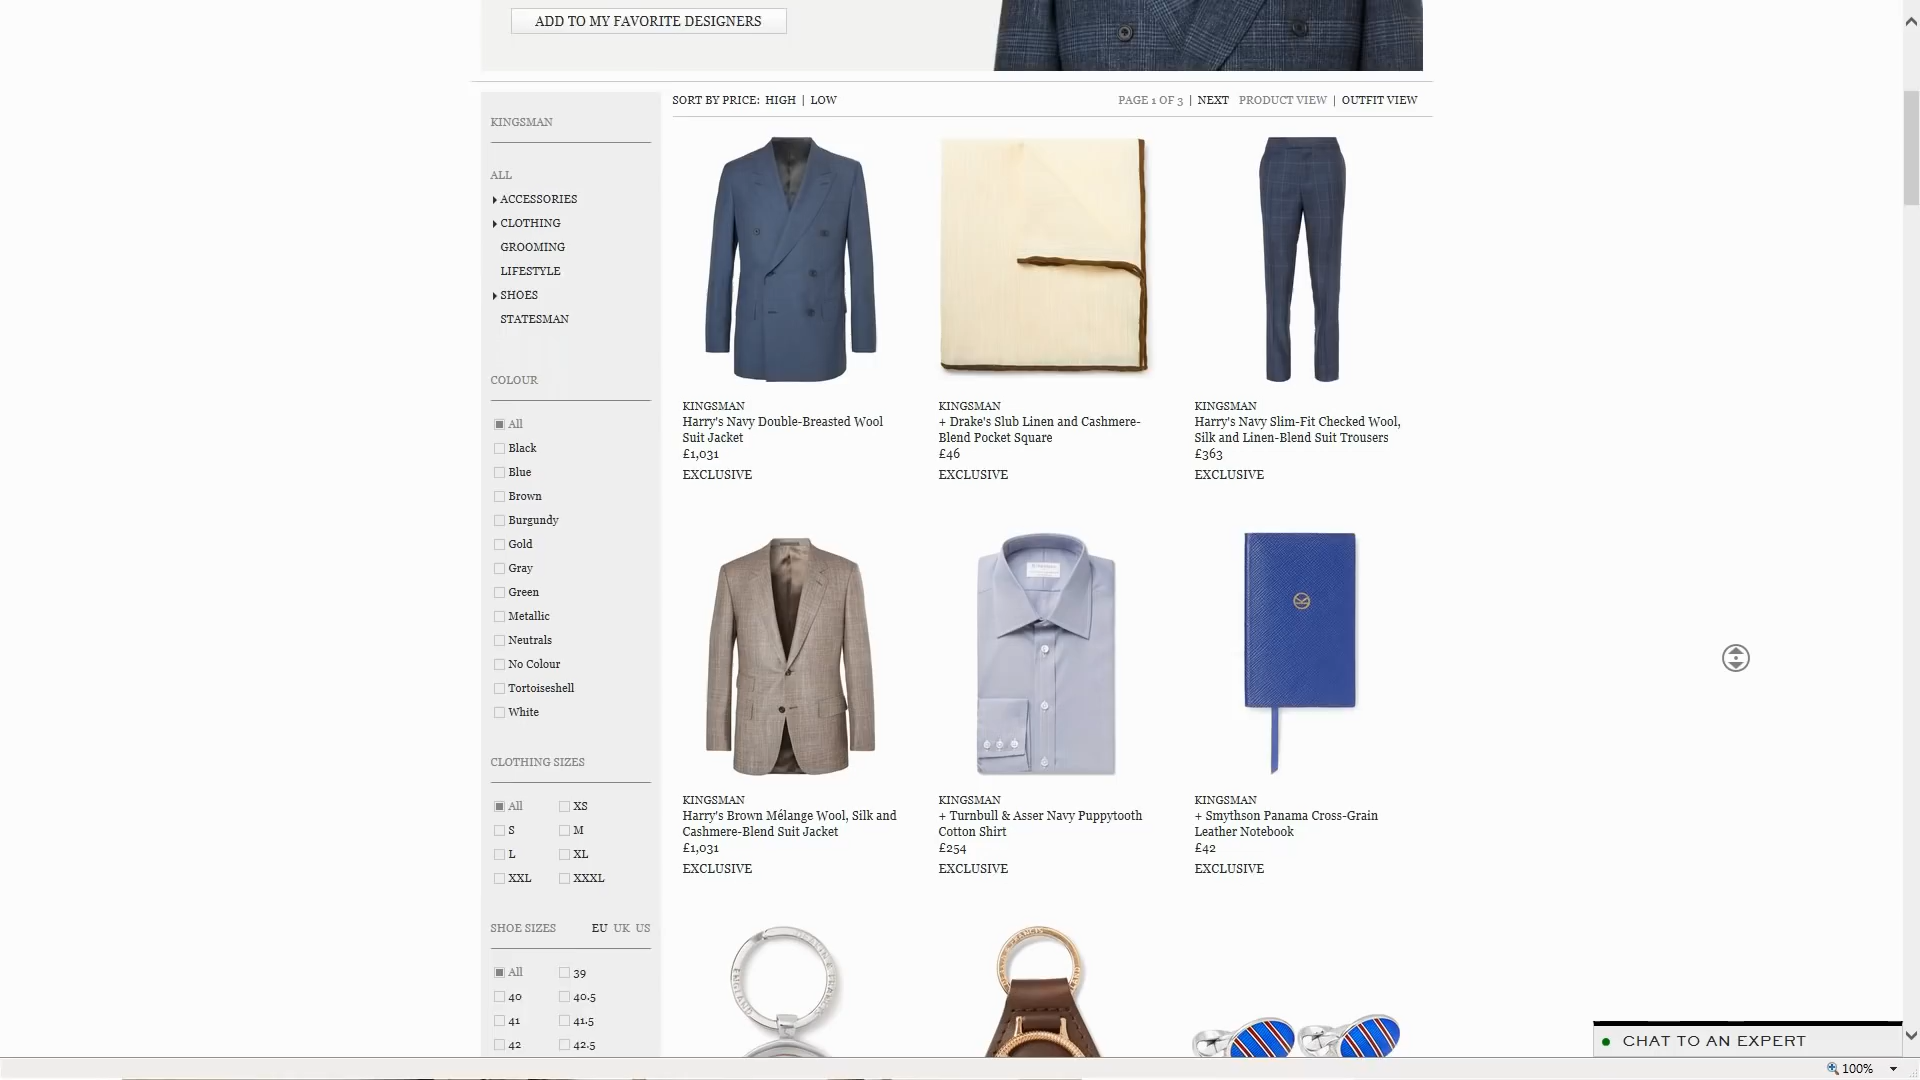 ADD TO MY FAVORITE DESIGNERS
SORT BY PRICE: HIGH | LOW
PAGE 1 OF 3 | NEXT PRODUCT VIEW | OUTFIT VIEW
KINGSMAN
ALL
ACCESSORIES
CLOTHING
GROOMING
LIFESTYLE
SHOES
STATESMAN
COLOUR
All
Black
Blue
Brown
Burgundy
Gold
Gray
Green
Metallic
Neutrals
No Colour
Tortoiseshell
White
CLOTHING SIZES
All XS
S M
L XL
XXL XXXL
SHOE SIZES EU UK US
All 39
40 40.5
41 41.5
42 42.5
KINGSMAN
Harry's Navy Double-Breasted Wool
Suit Jacket
£1,031
EXCLUSIVE
KINGSMAN
+ Drake's Slub Linen and Cashmere-
Blend Pocket Square
£46
EXCLUSIVE
KINGSMAN
Harry's Navy Slim-Fit Checked Wool,
Silk and Linen-Blend Suit Trousers
£363
EXCLUSIVE
KINGSMAN
Harry's Brown Mélange Wool, Silk and
Cashmere-Blend Suit Jacket
£1,031
EXCLUSIVE
KINGSMAN
+ Turnbull & Asser Navy Puppytooth
Cotton Shirt
£254
EXCLUSIVE
KINGSMAN
+ Smythson Panama Cross-Grain
Leather Notebook
£42
EXCLUSIVE
CHAT TO AN EXPERT
100%